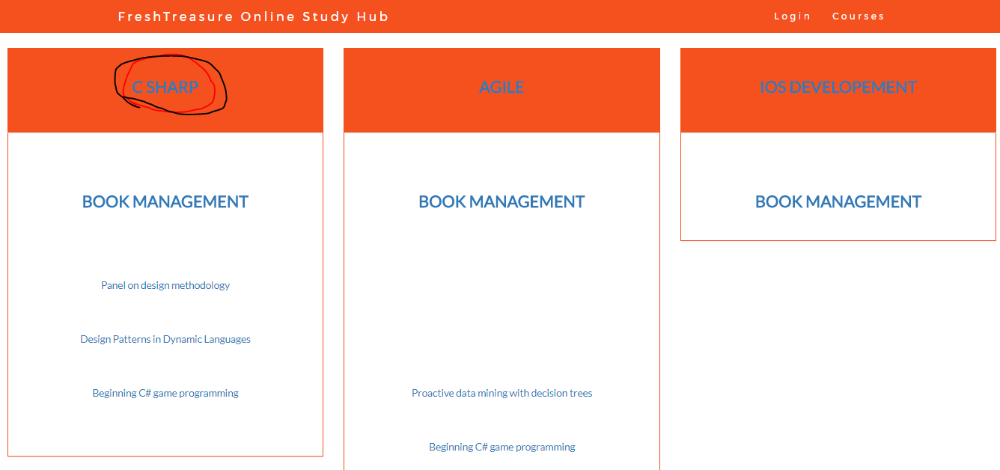 FreshTreasure Online Study Hub
Login Courses
C SHARP
BOOK MANAGEMENT
Panel on design methodology
Design Patterns in Dynamic Languages
Beginning C# game programming
AGILE
BOOK MANAGEMENT
Proactive data mining with decision trees
Beginning C# game programming
IOS DEVELOPEMENT
BOOK MANAGEMENT